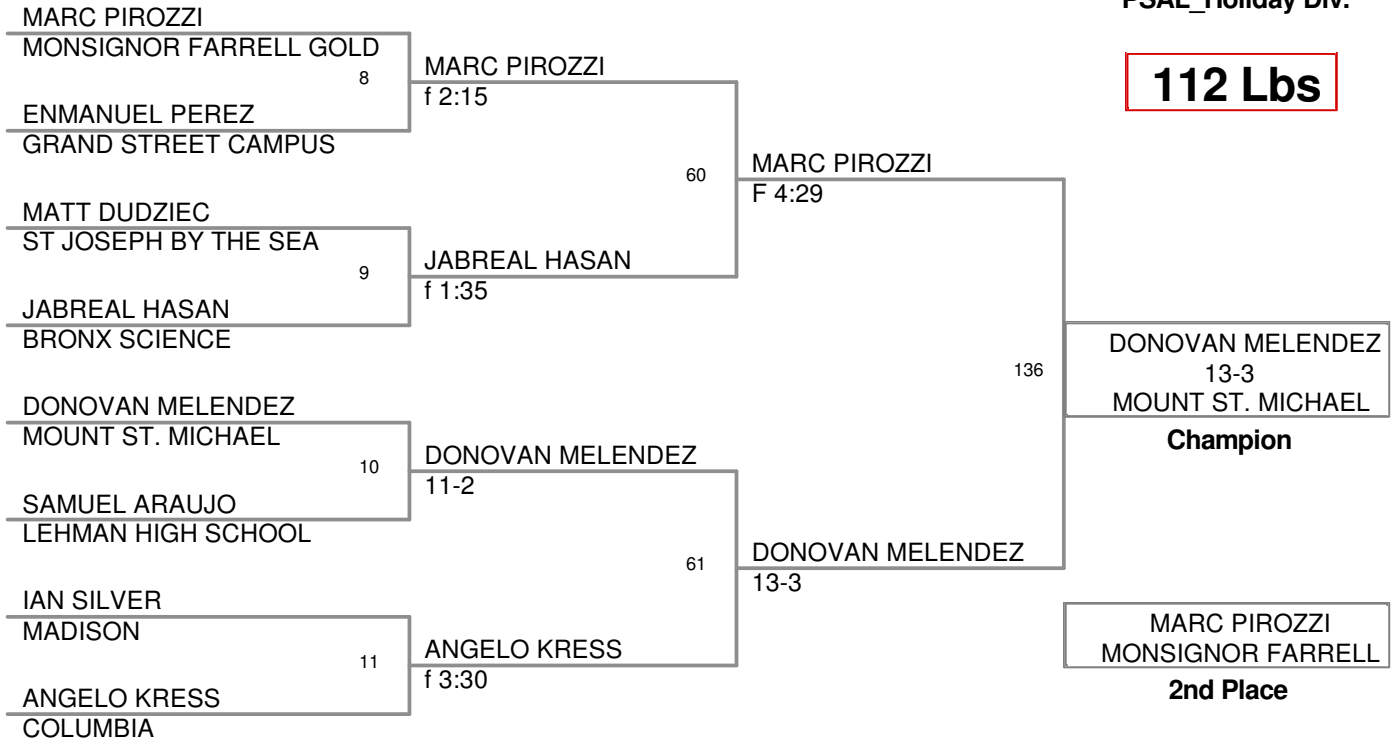 PSAL_Holiday Div.
112 Lbs
MARC PIROZZI
MONSIGNOR FARRELL GOLD
8
ENMANUEL PEREZ
GRAND STREET CAMPUS
MATT DUDZIEC
ST JOSEPH BY THE SEA
9
JABREAL HASAN
BRONX SCIENCE
DONOVAN MELENDEZ
MOUNT ST. MICHAEL
10
SAMUEL ARAUJO
LEHMAN HIGH SCHOOL
IAN SILVER
MADISON
11
ANGELO KRESS
COLUMBIA
MARC PIROZZI
f 2:15
60
JABREAL HASAN
f 1:35
DONOVAN MELENDEZ
11-2
61
ANGELO KRESS
f 3:30
MARC PIROZZI
F 4:29
136
DONOVAN MELENDEZ
13-3
DONOVAN MELENDEZ
13-3
MOUNT ST. MICHAEL
Champion
MARC PIROZZI
MONSIGNOR FARRELL
2nd Place